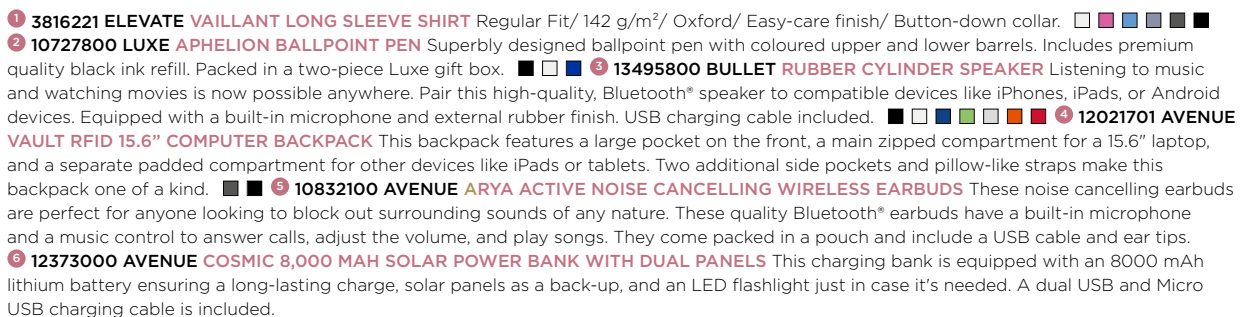 1 3816221 ELEVATE VAILLANT LONG SLEEVE SHIRT Regular Fit/ 142 g/m²/ Oxford/ Easy-care finish/ Button-down collar.
2 10727800 LUXE APHELION BALLPOINT PEN Superbly designed ballpoint pen with coloured upper and lower barrels. Includes premium
quality black ink refill. Packed in a two-piece Luxe gift box. 3 13495800 BULLET RUBBER CYLINDER SPEAKER Listening to music
and watching movies is now possible anywhere. Pair this high-quality, Bluetooth® speaker to compatible devices like iPhones, iPads, or Android
devices. Equipped with a built-in microphone and external rubber finish. USB charging cable included. 4 12021701 AVENUE
VAULT RFID 15.6” COMPUTER BACKPACK This backpack features a large pocket on the front, a main zipped compartment for a 15.6" laptop,
and a separate padded compartment for other devices like iPads or tablets. Two additional side pockets and pillow-like straps make this
backpack one of a kind. 5 10832100 AVENUE ARYA ACTIVE NOISE CANCELLING WIRELESS EARBUDS These noise cancelling earbuds
are perfect for anyone looking to block out surrounding sounds of any nature. These quality Bluetooth® earbuds have a built-in microphone
and a music control to answer calls, adjust the volume, and play songs. They come packed in a pouch and include a USB cable and ear tips.
6 12373000 AVENUE COSMIC 8,000 MAH SOLAR POWER BANK WITH DUAL PANELS This charging bank is equipped with an 8000 mAh
lithium battery ensuring a long-lasting charge, solar panels as a back-up, and an LED flashlight just in case it's needed. A dual USB and Micro
USB charging cable is included.